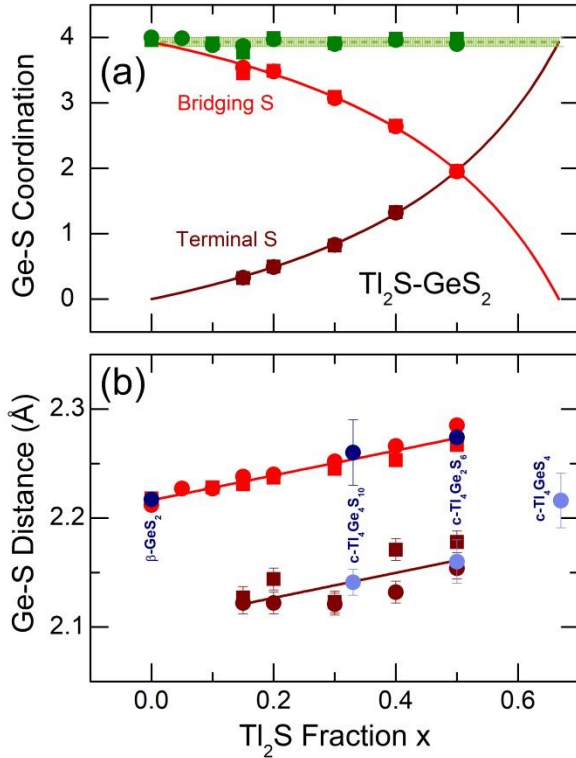 4
(a)
3
Bridging S
2
Terminal S
1
Tl₂S-GeS₂
0
Ge-S Coordination
(b)
2.3
2.2
2.1
Ge-S Distance (Å)
β-GeS₂
c-Tl₄Ge₄S₁₀
c-Tl₄Ge₂S₆
c-Tl₄GeS₄
0.0 0.2 0.4 0.6
Tl₂S Fraction x